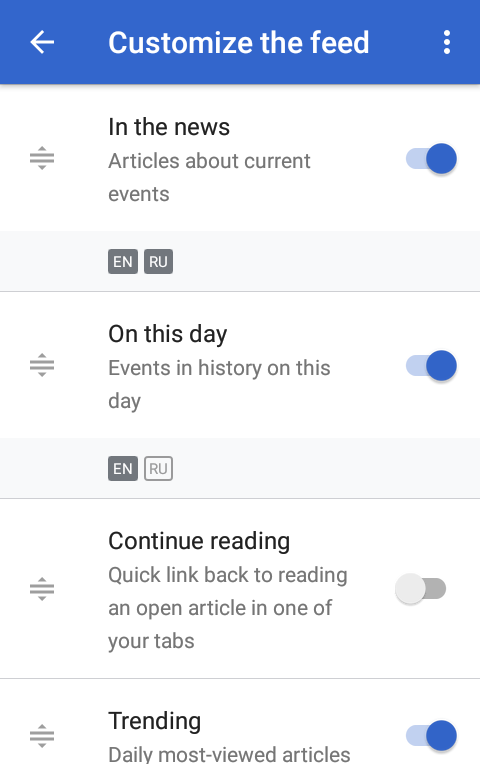 Customize the feed
In the news
Articles about current
events
EN RU
On this day
Events in history on this
day
EN RU
Continue reading
Quick link back to reading
an open article in one of
your tabs
Trending
Daily most-viewed articles